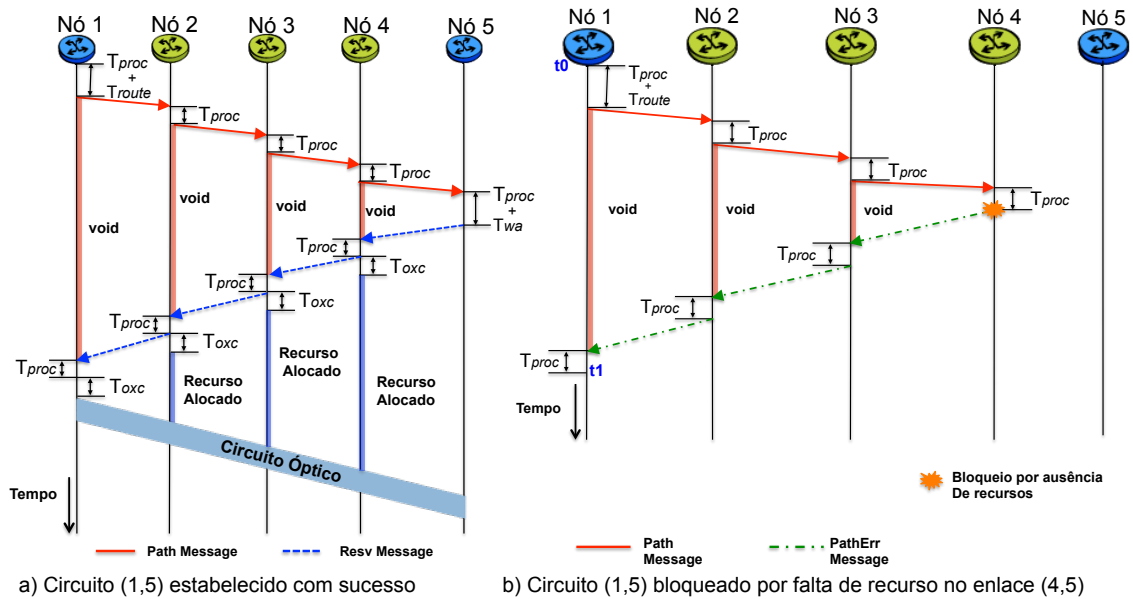 Nó 1
Nó 2
Nó 3
Nó 4
Nó 5
Tproc
+
Troute
Tproc
Tproc
Tproc
Tproc
+
Twa
void
void
void
void
Tproc
Toxc
Tproc
Toxc
Tproc
Toxc
Tproc
Toxc
Recurso
Alocado
Recurso
Alocado
Recurso
Alocado
Circuito Óptico
Tempo
Path Message
Resv Message
a) Circuito (1,5) estabelecido com sucesso
Nó 1
Nó 2
Nó 3
Nó 4
Nó 5
t0
Tproc
+
Troute
Tproc
Tproc
Tproc
void
void
void
Tproc
Tproc
Tproc
t1
Tempo
Bloqueio por ausência
De recursos
Path
Message
PathErr
Message
b) Circuito (1,5) bloqueado por falta de recurso no enlace (4,5)